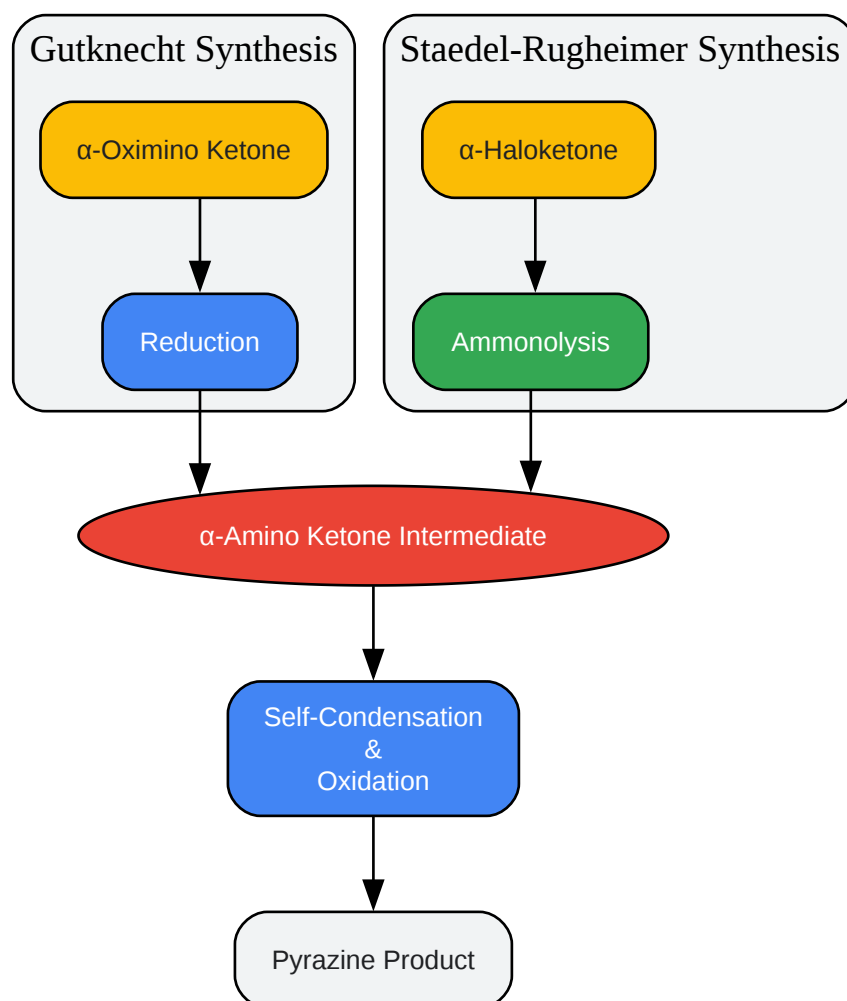 Gutknecht Synthesis
Staedel-Rugheimer Synthesis
α-Oximino Ketone
α-Haloketone
Reduction
Ammonolysis
α-Amino Ketone Intermediate
Self-Condensation
&
Oxidation
Pyrazine Product